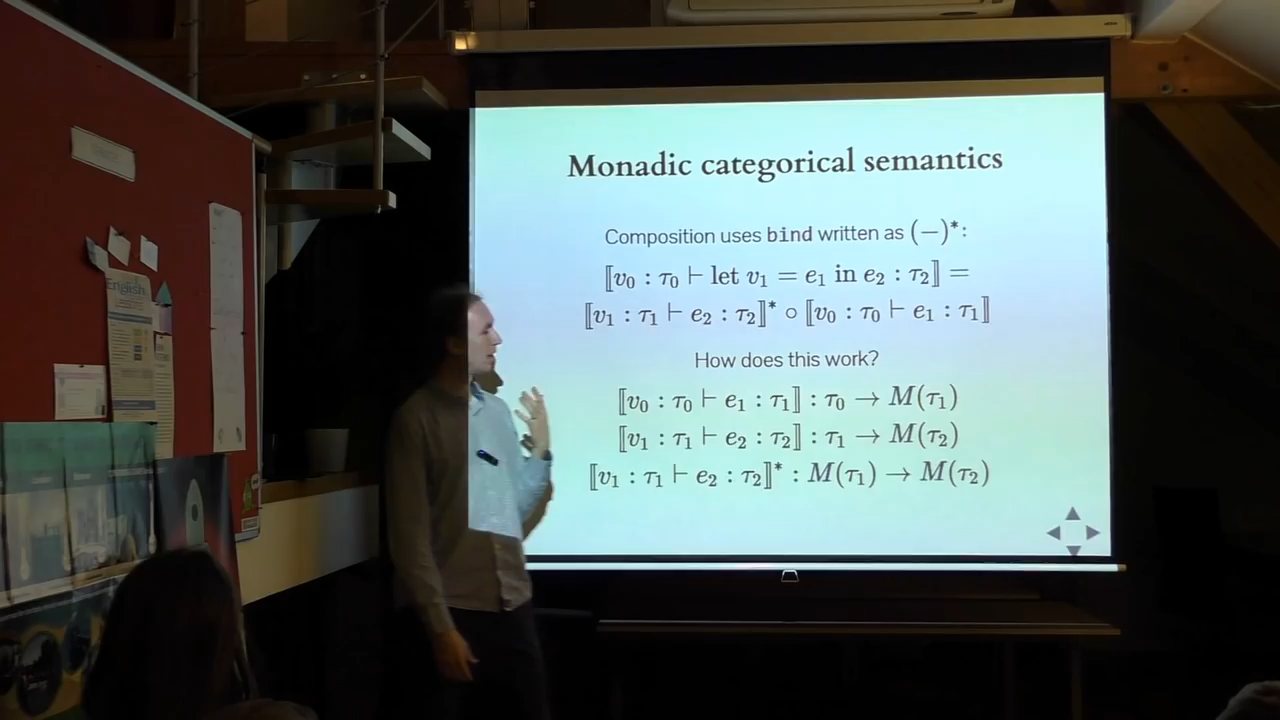 Monadic categorical semantics
Composition uses bind written as (−)*:
⟦v₀ : τ₀ ⊢ let v₁ = e₁ in e₂ : τ₂⟧ =
⟦v₁ : τ₁ ⊢ e₂ : τ₂⟧* ∘ ⟦v₀ : τ₀ ⊢ e₁ : τ₁⟧
How does this work?
⟦v₀ : τ₀ ⊢ e₁ : τ₁⟧ : τ₀ → M(τ₁)
⟦v₁ : τ₁ ⊢ e₂ : τ₂⟧ : τ₁ → M(τ₂)
⟦v₁ : τ₁ ⊢ e₂ : τ₂⟧* : M(τ₁) → M(τ₂)
English